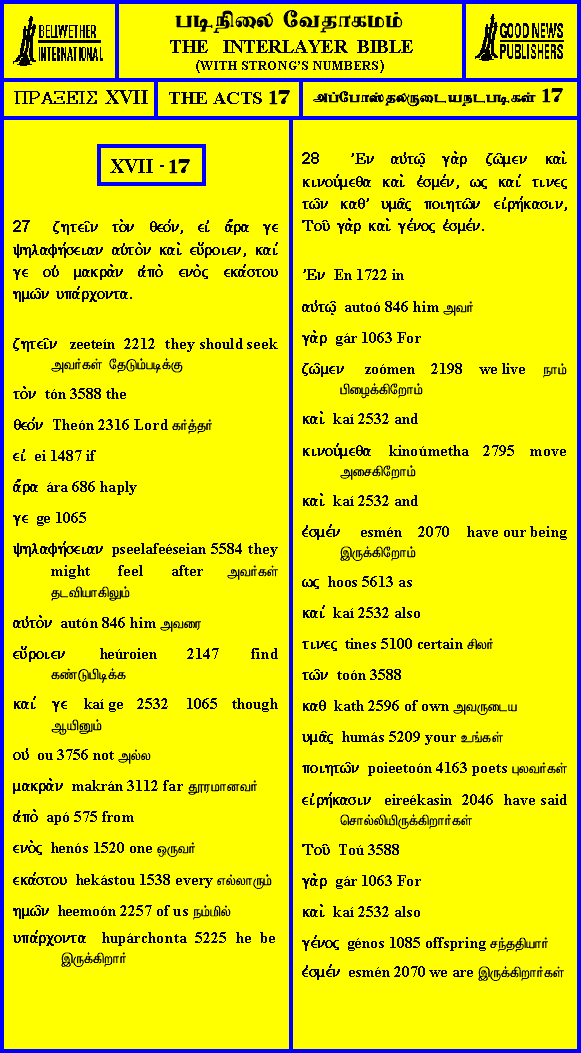 BELLWETHER
INTERNATIONAL
படிநிலை வேதாகமம்
THE INTERLAYER BIBLE
(WITH STRONG'S NUMBERS)
GOOD NEWS
PUBLISHERS
ΠΡΑΞΕΙΣ XVII
THE ACTS 17
அப்போஸ்தலருடையநடபடிகள் 17
XVII - 17
27 ζητεῖν τὸν θεόν, εἰ ἄρα γε
ψηλαφήσειαν αὐτὸν καὶ εὕροιεν, καί
γε οὐ μακρὰν ἀπὸ ενὸς εκάστου
ημῶν υπάρχοντα.
ζητεῖν zeeteín 2212 they should seek
அவர்கள் தேடும்படிக்கு
τὸν tón 3588 the
θεόν Theón 2316 Lord கர்த்தர்
εἰ ei 1487 if
ἄρα ára 686 haply
γε ge 1065
ψηλαφήσειαν pseelafeéseian 5584 they
might feel after அவர்கள்
தடவியாகிலும்
αὐτὸν autón 846 him அவரை
εὕροιεν heúroien 2147 find
கண்டுபிடிக்க
καί γε kaí ge 2532 1065 though
ஆயினும்
οὐ ou 3756 not அல்ல
μακρὰν makrán 3112 far தூரமானவர்
ἀπὸ apó 575 from
ενὸς henós 1520 one ஒருவர்
εκάστου hekástou 1538 every எல்லாரும்
ημῶν heemoón 2257 of us நம்மில்
υπάρχοντα hupárchonta 5225 he be
இருக்கிறார்
28 Ἐν αὐτῷ γὰρ ζῶμεν καὶ
κινούμεθα καὶ ἐσμέν, ως καί τινες
τῶν καθ' υμᾶς ποιητῶν εἰρήκασιν,
Τοῦ γὰρ καὶ γένος ἐσμέν.
Ἐν En 1722 in
αὐτῷ autoó 846 him அவர்
γὰρ gár 1063 For
ζῶμεν zoómen 2198 we live நாம்
பிழைக்கிறோம்
καὶ kaí 2532 and
κινούμεθα kinoúmetha 2795 move
அசைகிறோம்
καὶ kaí 2532 and
ἐσμέν esmén 2070 have our being
இருக்கிறோம்
ως hoos 5613 as
καί kaí 2532 also
τινες tines 5100 certain சிலர்
τῶν toón 3588
καθ kath 2596 of own அவருடைய
υμᾶς humás 5209 your உங்கள்
ποιητῶν poieetoón 4163 poets புலவர்கள்
εἰρήκασιν eireékasin 2046 have said
சொல்லியிருக்கிறார்கள்
Τοῦ Toú 3588
γὰρ gár 1063 For
καὶ kaí 2532 also
γένος génos 1085 offspring சந்ததியார்
ἐσμέν esmén 2070 we are இருக்கிறார்கள்